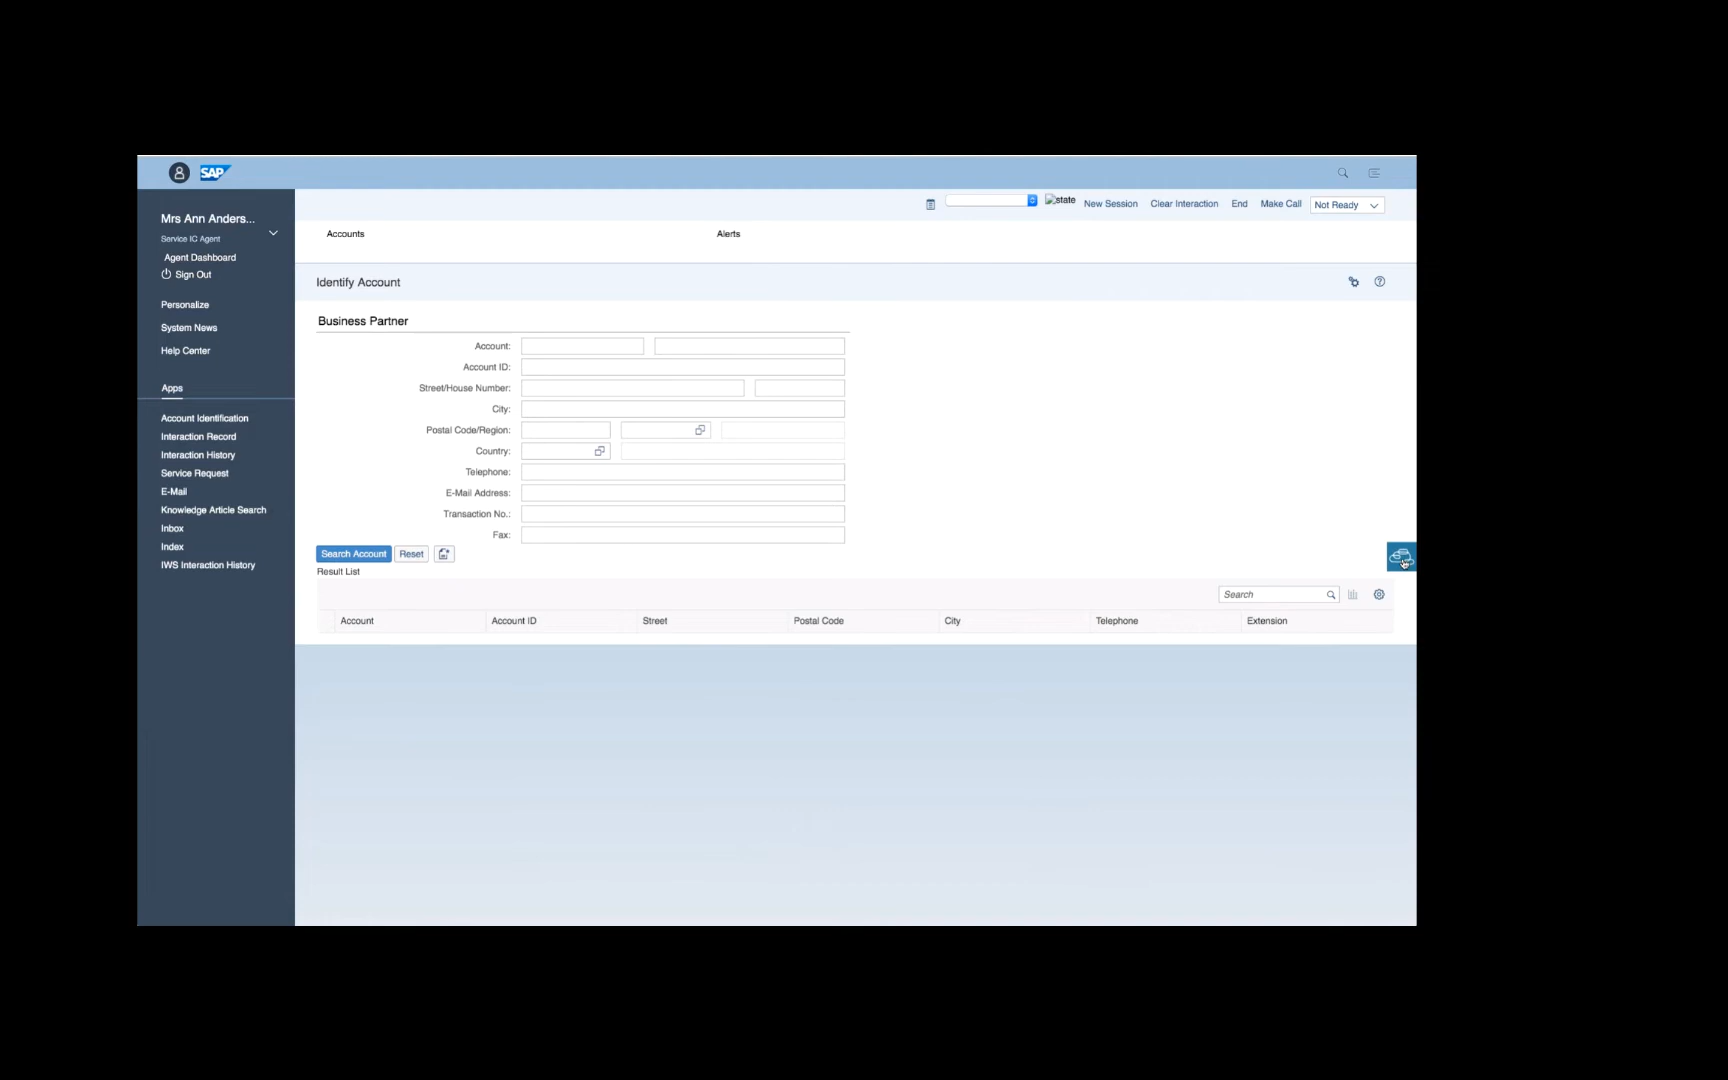 SAP
Mrs Ann Anders...
Service IC Agent
Agent Dashboard
Sign Out
Personalize
System News
Help Center
Apps
Account Identification
Interaction Record
Interaction History
Service Request
E-Mail
Knowledge Article Search
Inbox
Index
IWS Interaction History
state New Session Clear Interaction End Make Call Not Ready
Accounts Alerts
Identify Account
Business Partner
Account:
Account ID:
Street/House Number:
City:
Postal Code/Region:
Country:
Telephone:
E-Mail Address:
Transaction No.:
Fax:
Search Account Reset
Result List
Search
Account Account ID Street Postal Code City Telephone Extension